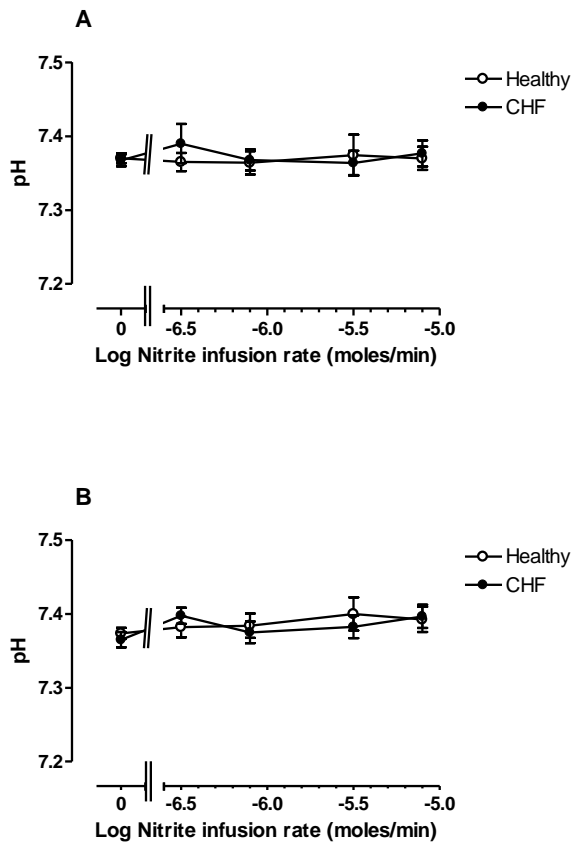 A
7.5
7.4
7.3
7.2
pH
Healthy
CHF
0 -6.5 -6.0 -5.5 -5.0
Log Nitrite infusion rate (moles/min)
B
7.5
7.4
7.3
7.2
pH
Healthy
CHF
0 -6.5 -6.0 -5.5 -5.0
Log Nitrite infusion rate (moles/min)